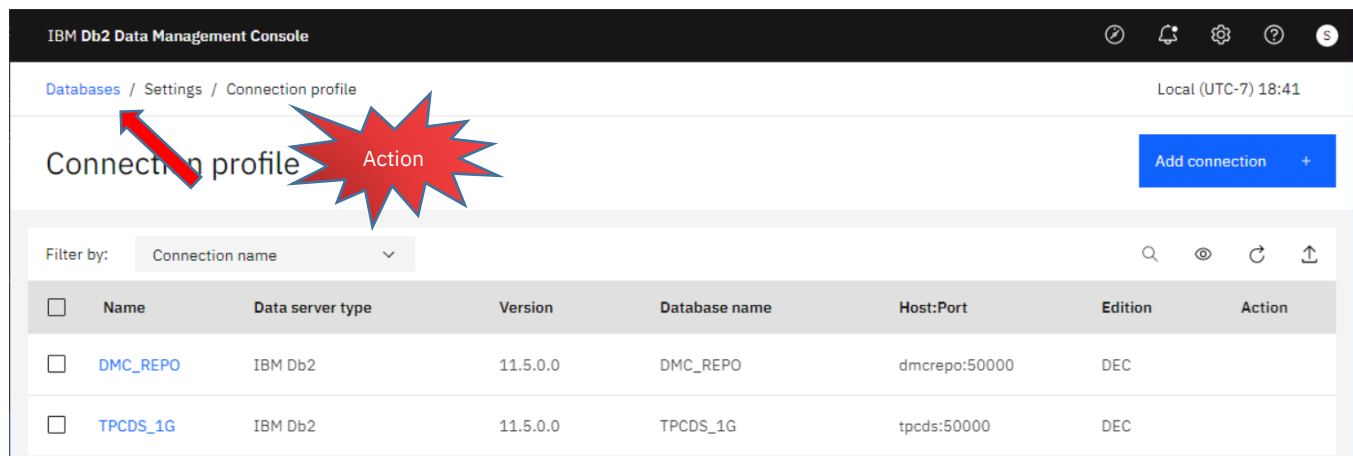 IBM Db2 Data Management Console
S
Databases / Settings / Connection profile
Local (UTC-7) 18:41
Connection profile
Action
Add connection +
Filter by: Connection name
Name Data server type Version Database name Host:Port Edition Action
DMC_REPO IBM Db2 11.5.0.0 DMC_REPO dmcrepo:50000 DEC
TPCDS_1G IBM Db2 11.5.0.0 TPCDS_1G tpcds:50000 DEC